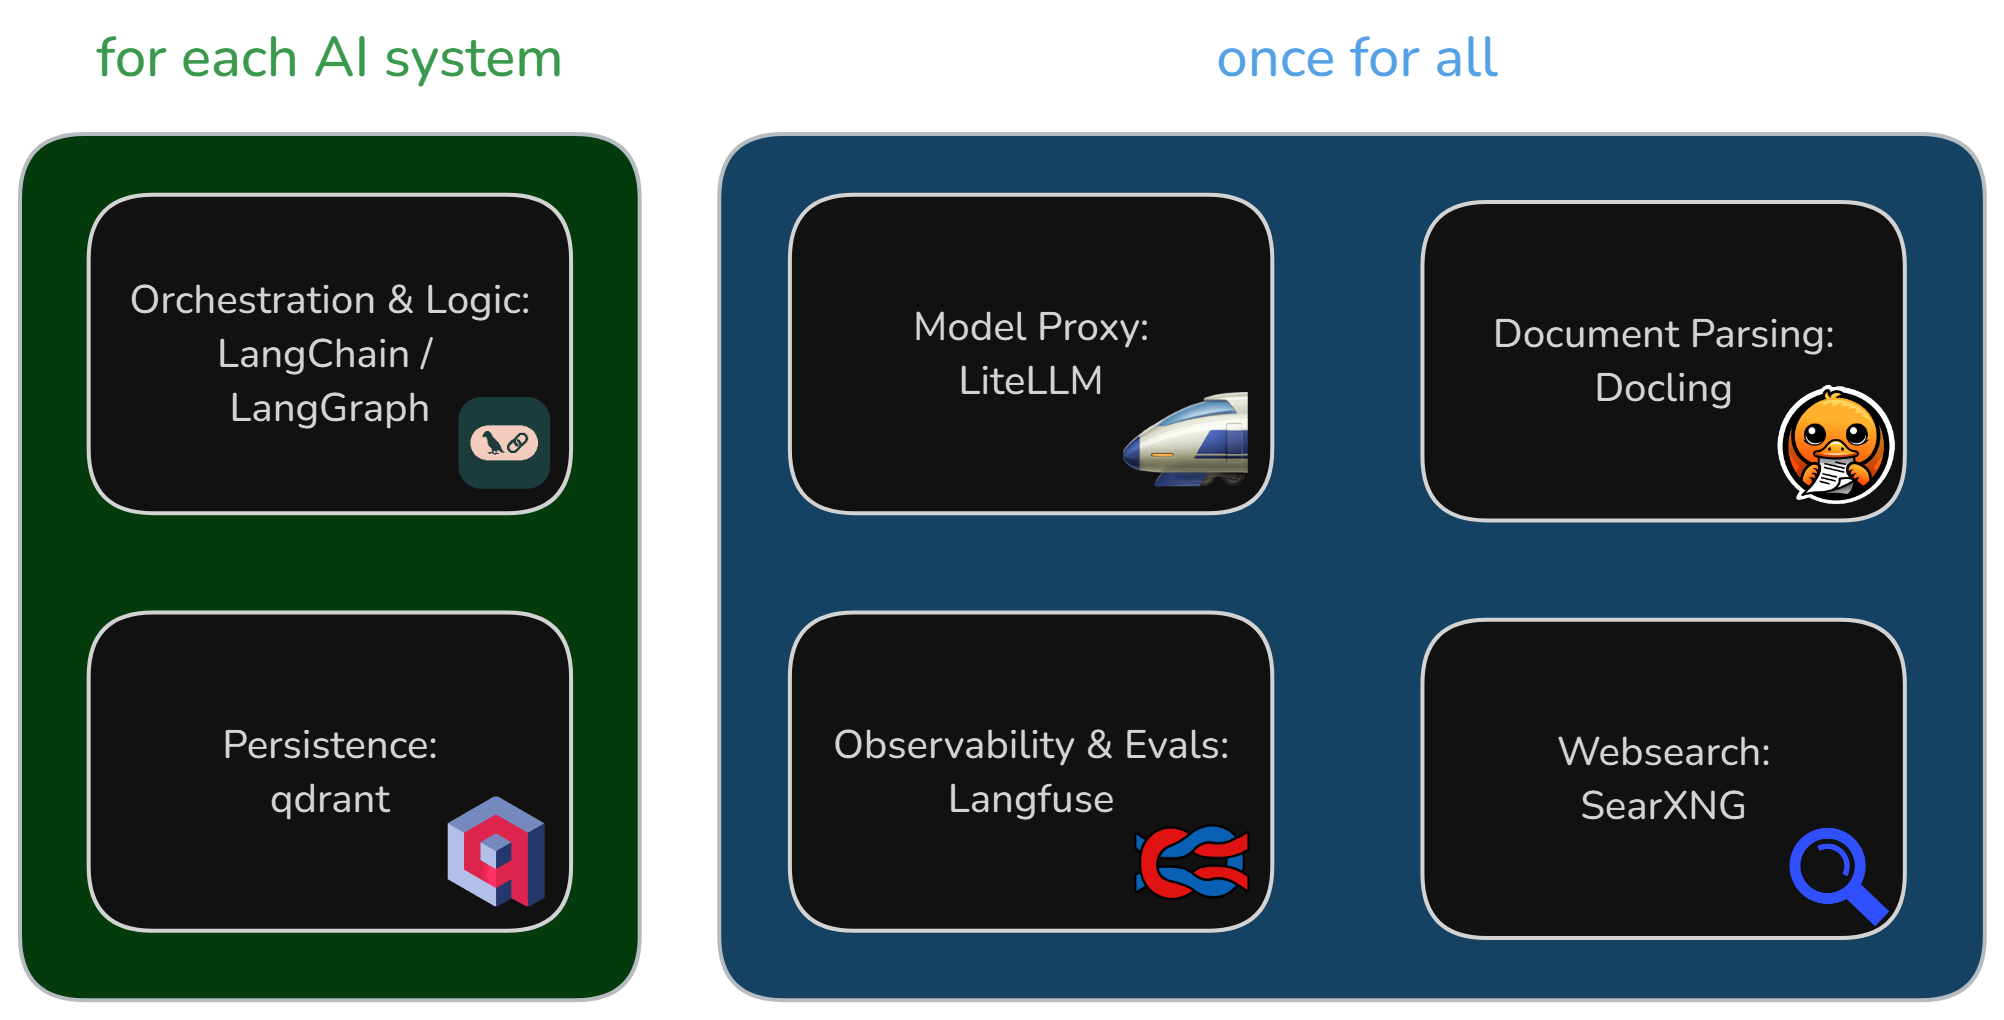 for each AI system
once for all
Orchestration & Logic:
LangChain /
LangGraph
Model Proxy:
LiteLLM
Document Parsing:
Docling
Persistence:
qdrant
Observability & Evals:
Langfuse
Websearch:
SearXNG